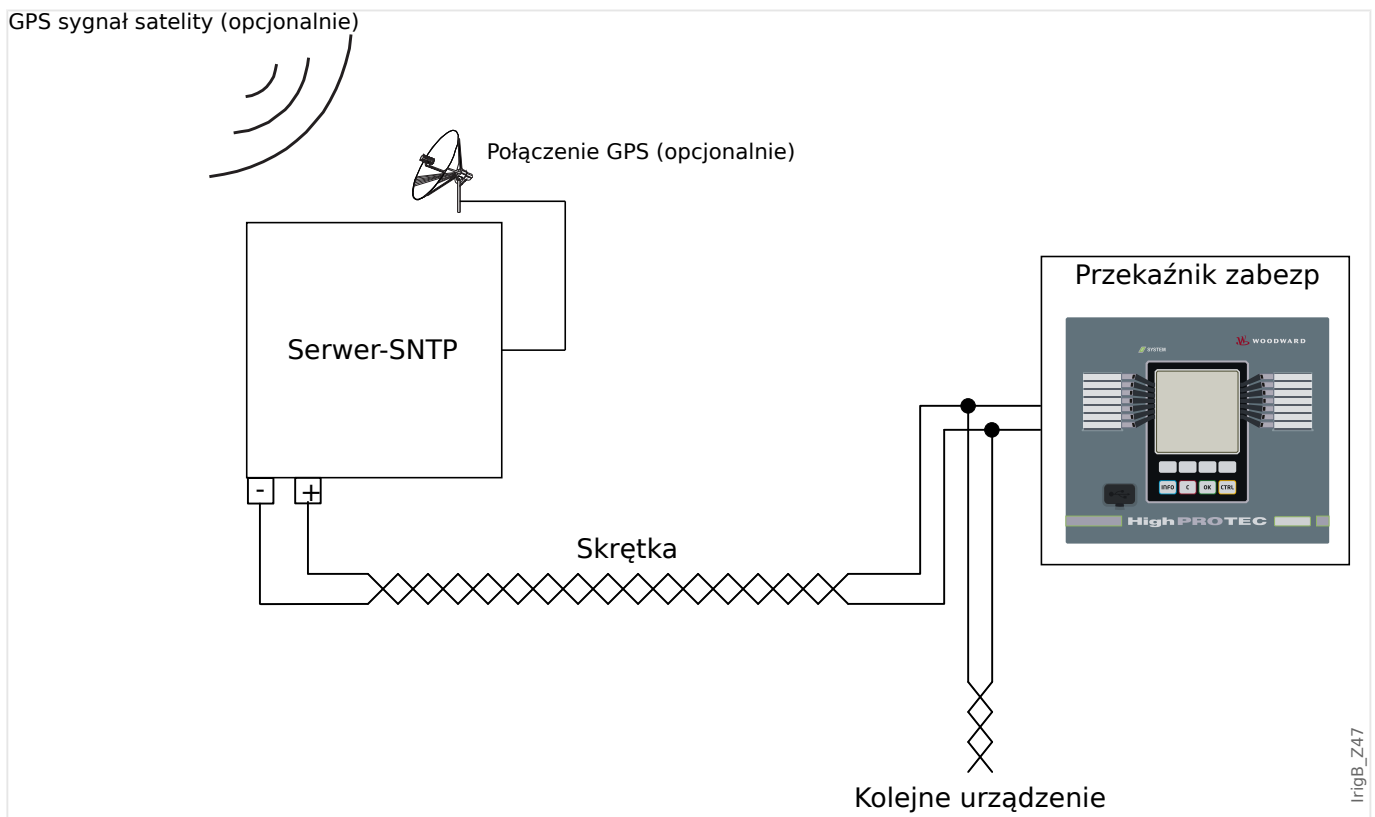 GPS sygnał satelity (opcjonalnie)
Połączenie GPS (opcjonalnie)
Przekaźnik zabezp
WOODWARD
SYSTEM
Serwer-SNTP
INFO C OK CTRL
HighPROTEC
- +
Skrętka
Kolejne urządzenie
IrigB_Z47